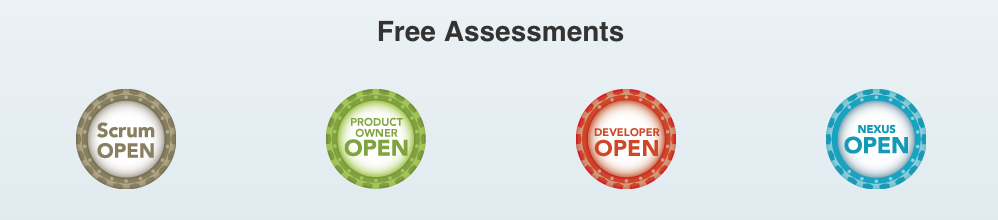 Free Assessments
Scrum
OPEN
PRODUCT
OWNER
OPEN
DEVELOPER
OPEN
NEXUS
OPEN